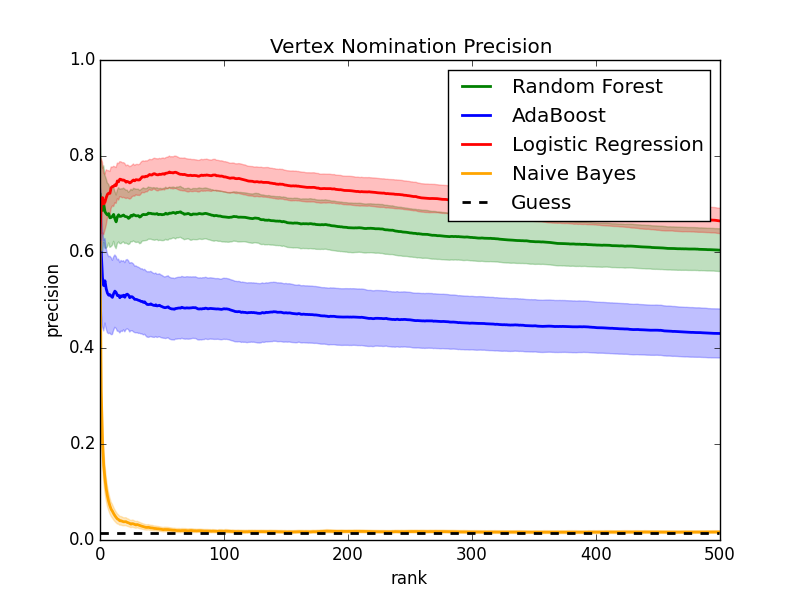 Vertex Nomination Precision
1.0
0.8
0.6
0.4
0.2
0.0
precision
Random Forest
AdaBoost
Logistic Regression
Naive Bayes
Guess
0 100 200 300 400 500
rank